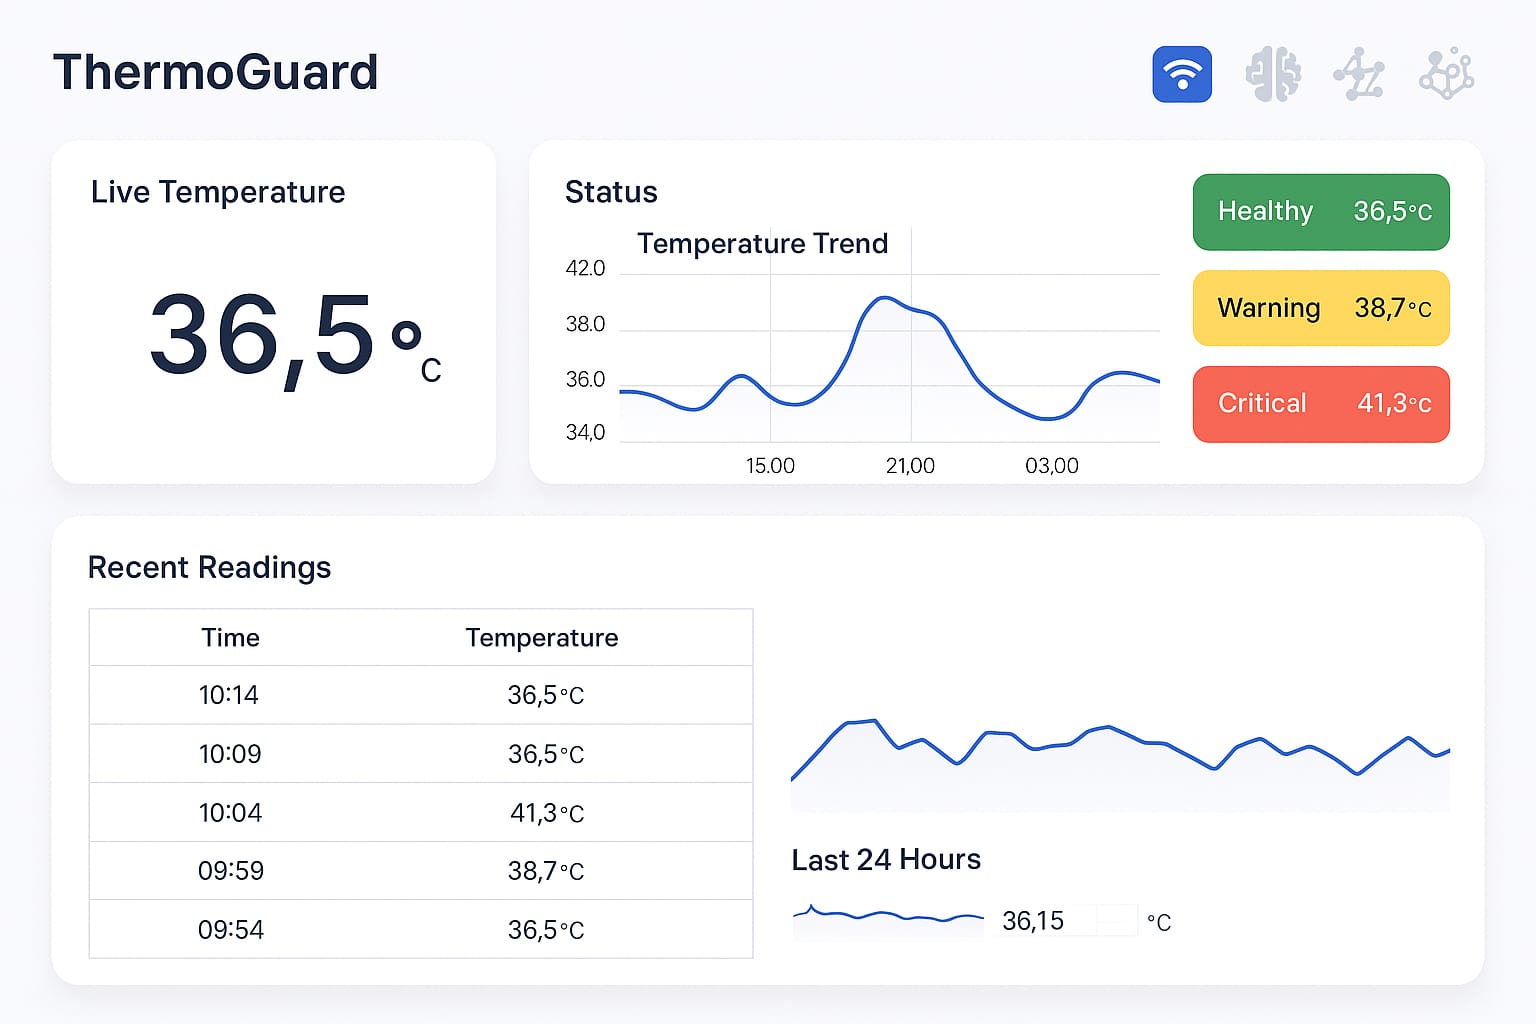 ThermoGuard
Live Temperature
36,5 °C
Status
Temperature Trend
42.0
38.0
36.0
34,0
15.00 21,00 03,00
Healthy 36,5°C
Warning 38,7°C
Critical 41,3°C
Recent Readings
Time Temperature
10:14 36,5°C
10:09 36,5°C
10:04 41,3°C
09:59 38,7°C
09:54 36,5°C
Last 24 Hours
36,15 °C